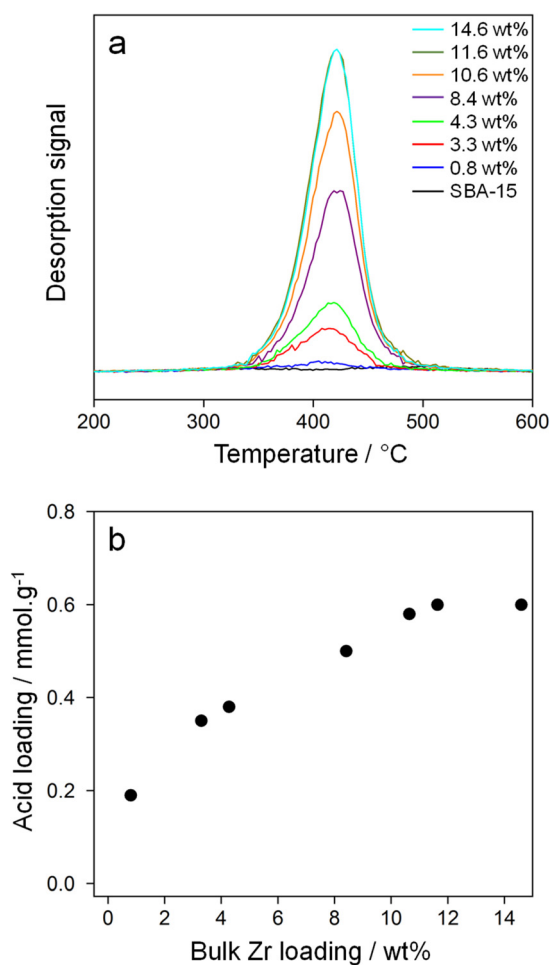 a
14.6 wt%
11.6 wt%
10.6 wt%
8.4 wt%
4.3 wt%
3.3 wt%
0.8 wt%
SBA-15
Desorption signal
200 300 400 500 600
Temperature / °C
b
0.8
0.6
0.4
0.2
0.0
Acid loading / mmol.g⁻¹
0 2 4 6 8 10 12 14
Bulk Zr loading / wt%